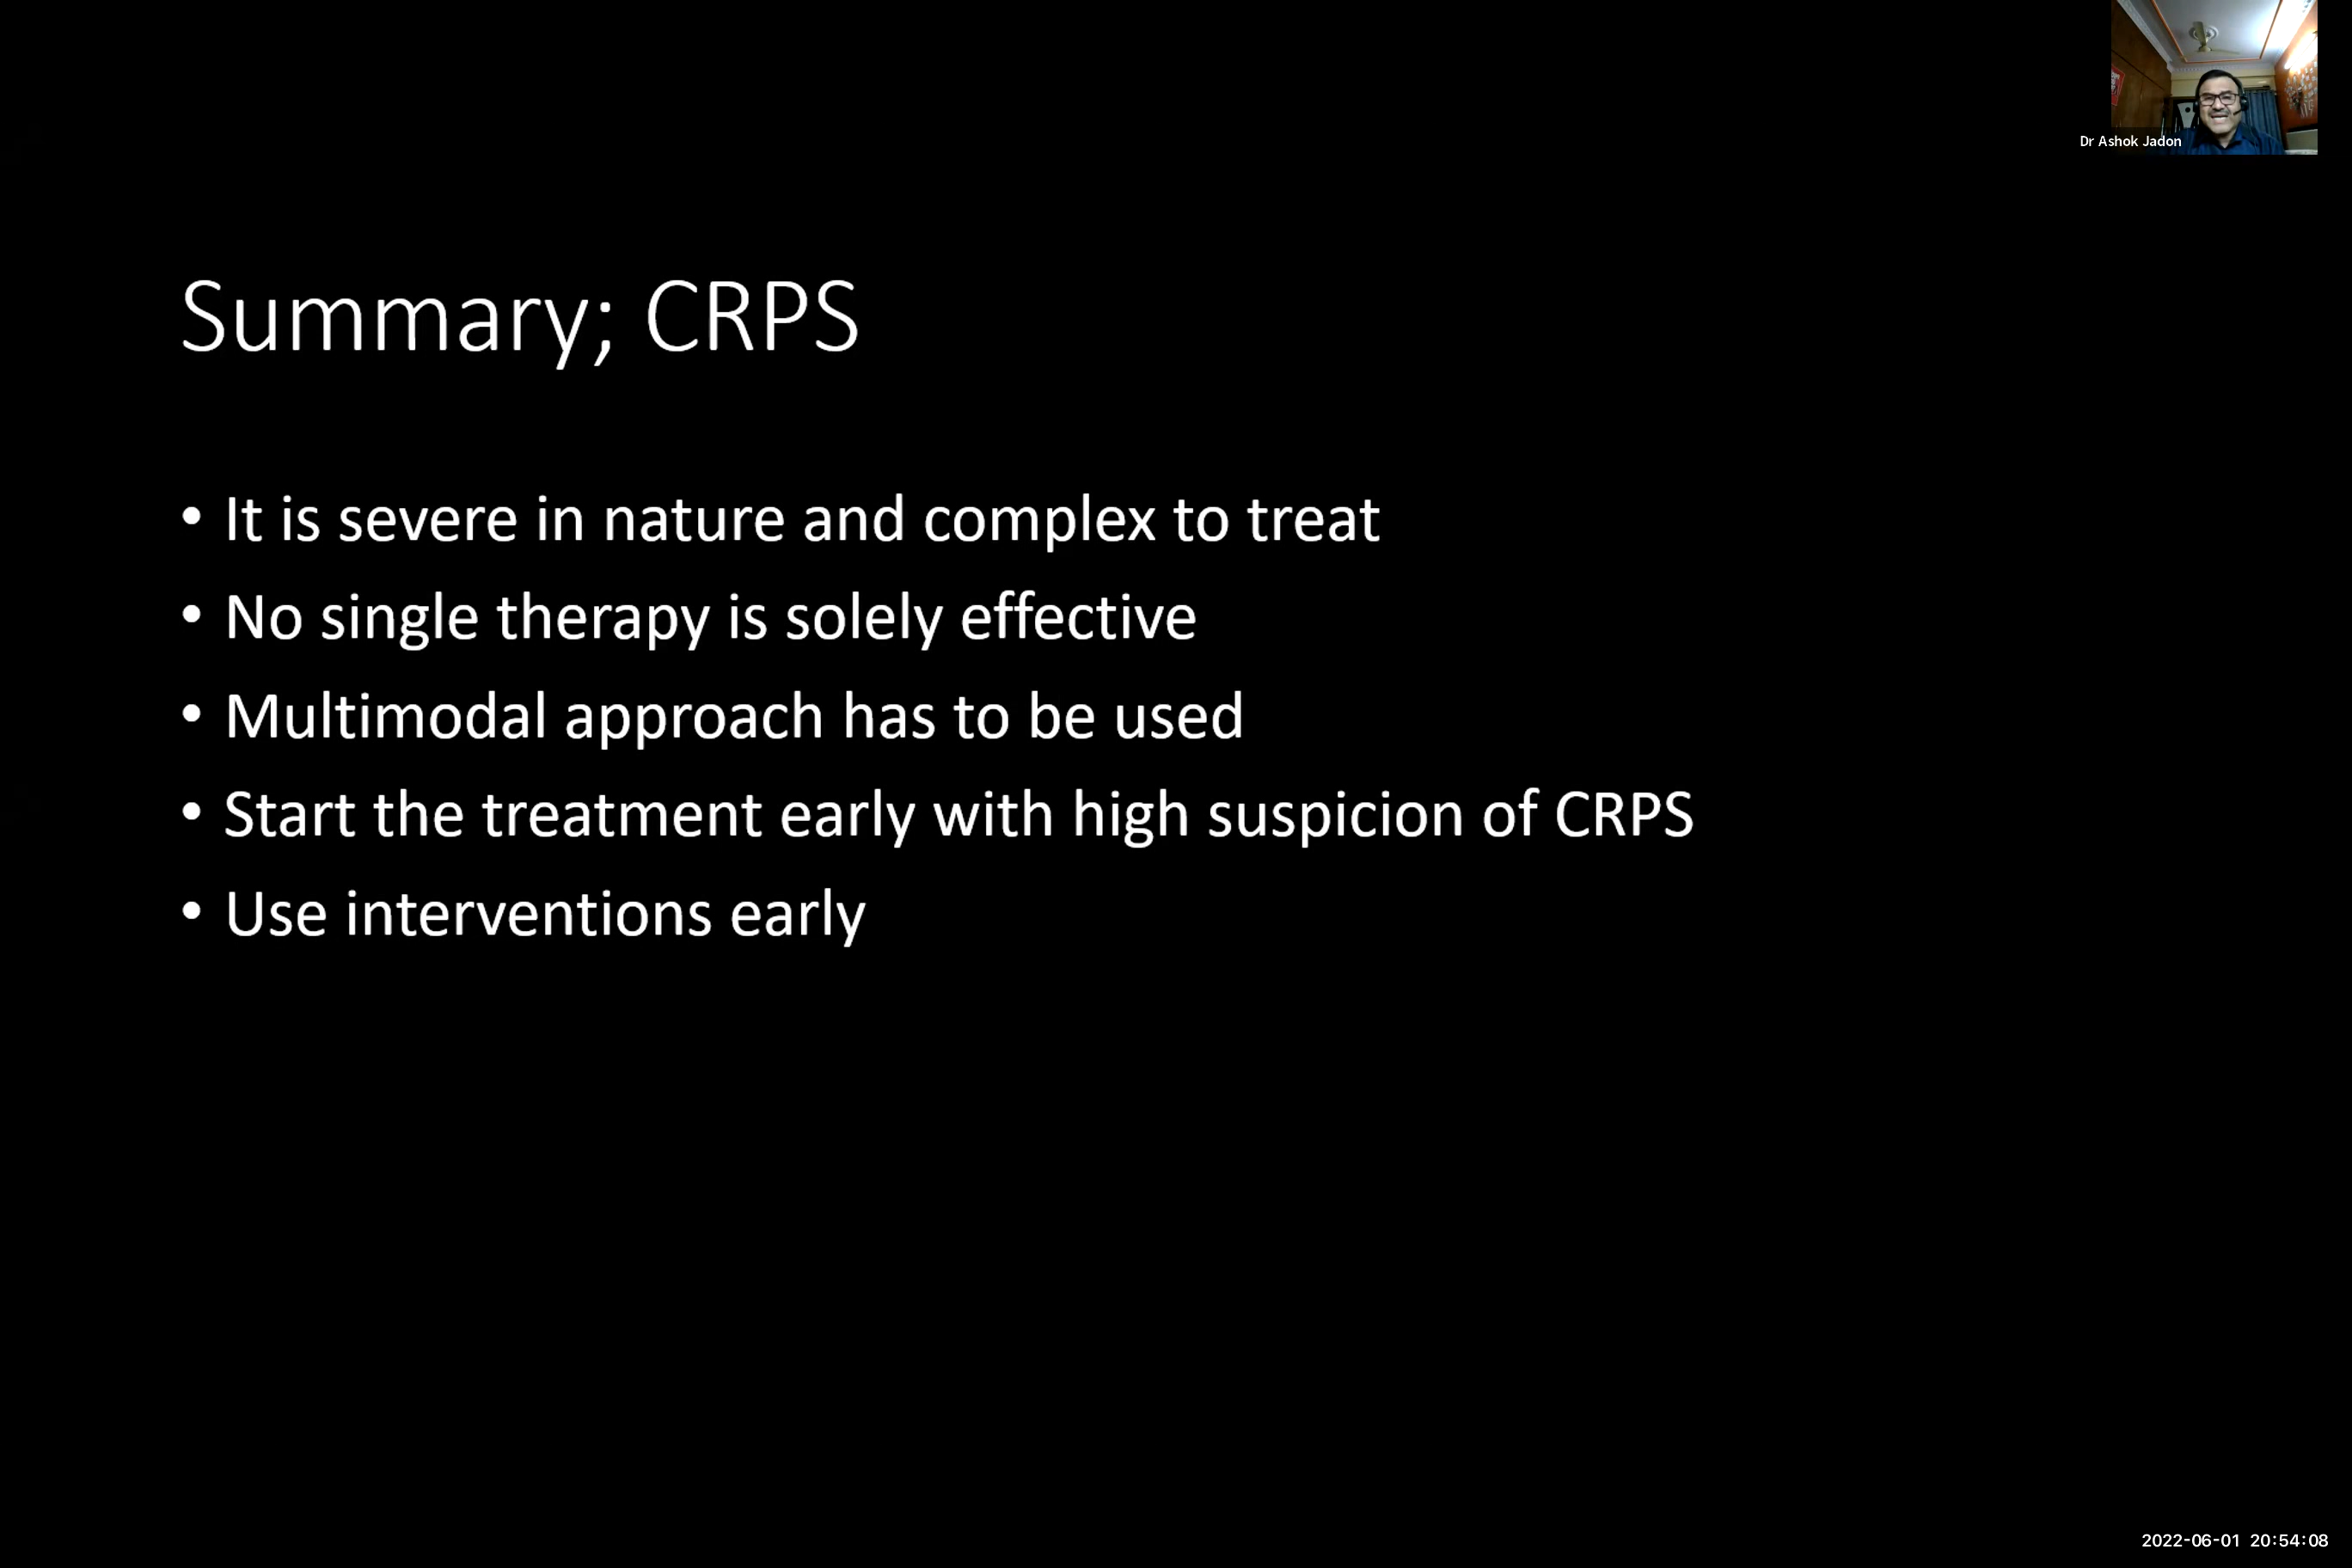 Dr Ashok Jadon
Summary; CRPS
• It is severe in nature and complex to treat
• No single therapy is solely effective
• Multimodal approach has to be used
• Start the treatment early with high suspicion of CRPS
• Use interventions early
2022-06-01 20:54:08